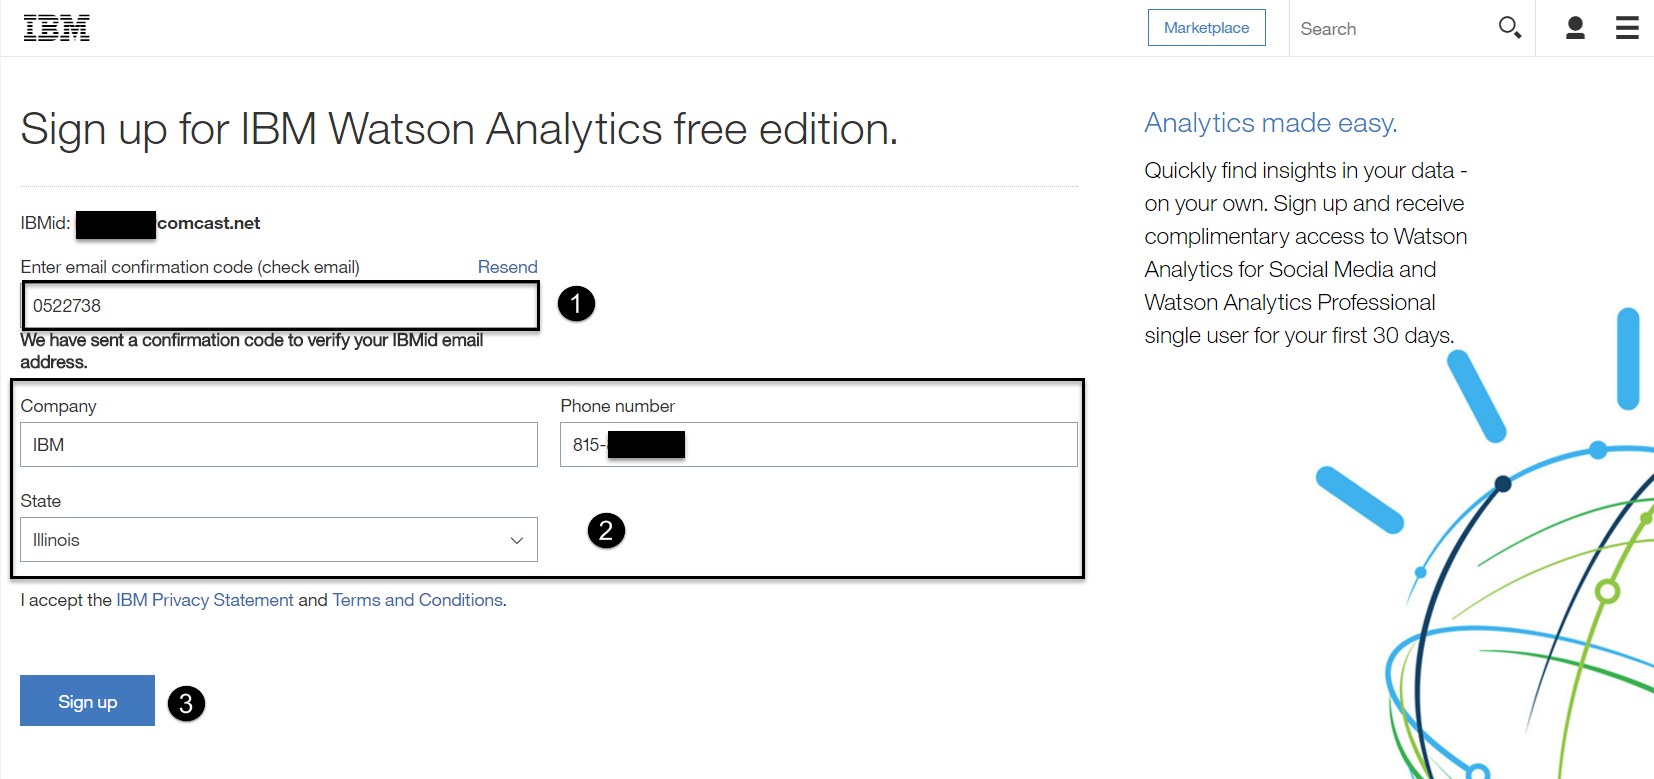 IBM
Marketplace
Search
Sign up for IBM Watson Analytics free edition.
IBMid: comcast.net
Enter email confirmation code (check email) Resend
0522738
1
We have sent a confirmation code to verify your IBMid email
address.
Company
IBM
Phone number
815-
State
Illinois
2
I accept the IBM Privacy Statement and Terms and Conditions.
Sign up
3
Analytics made easy.
Quickly find insights in your data -
on your own. Sign up and receive
complimentary access to Watson
Analytics for Social Media and
Watson Analytics Professional
single user for your first 30 days.